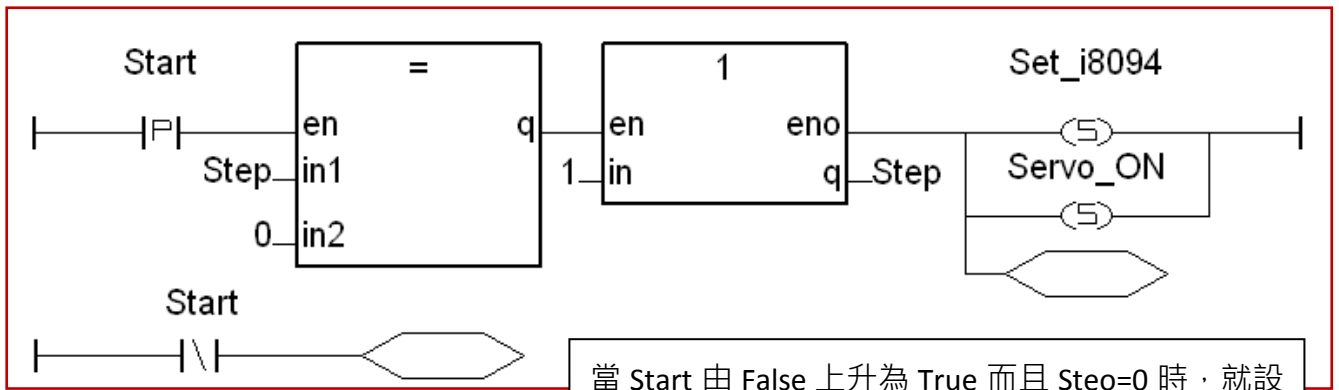 Start = 1 Set_i8094
|P| en q en eno (S)
Step in1 1 in q Step Servo_ON
0 in2 (S)
Start
|\|
當 Start 由 False 上升為 True 而且 Steo=0 時，就設